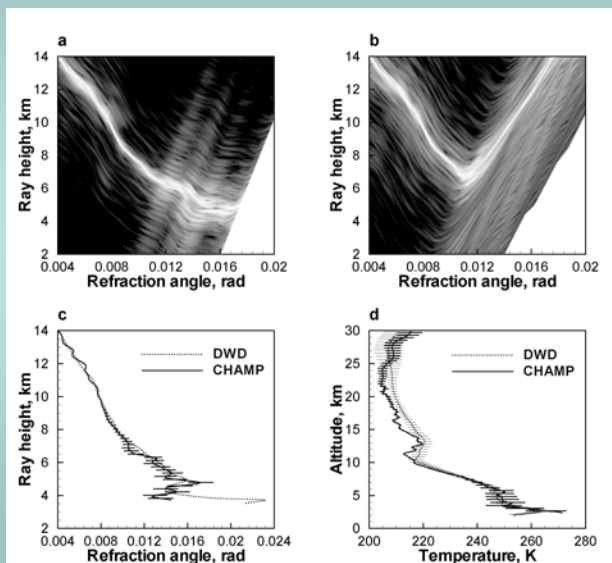 a
14
12
10
8
6
4
2
Ray height, km
0.004 0.008 0.012 0.016 0.02
Refraction angle, rad
b
14
12
10
8
6
4
2
Ray height, km
0.004 0.008 0.012 0.016 0.02
Refraction angle, rad
c
14
12
10
8
6
4
2
Ray height, km
DWD
CHAMP
0.004 0.008 0.012 0.016 0.02 0.024
Refraction angle, rad
d
30
25
20
15
10
5
0
Altitude, km
DWD
CHAMP
200 220 240 260 280
Temperature, K